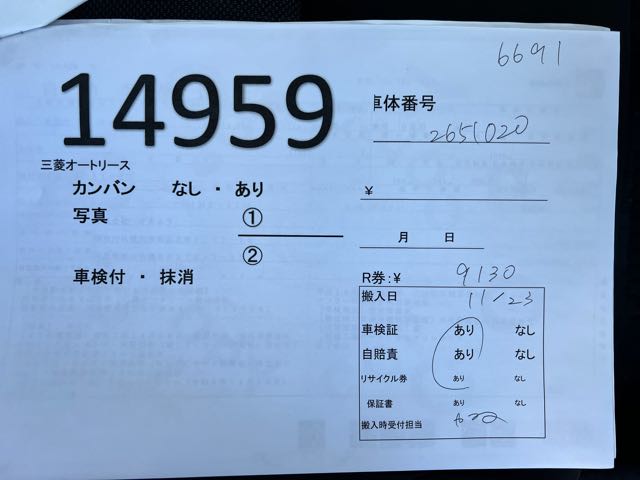 6691
14959
車体番号
2651020
三菱オートリース
カンバン なし ・ あり
¥
写真 ①
②
月 日
車検付 ・ 抹消
R券:¥ 9130
搬入日 11/23
車検証 あり なし
自賠責 あり なし
リサイクル券 あり なし
保証書 あり なし
搬入時受付担当